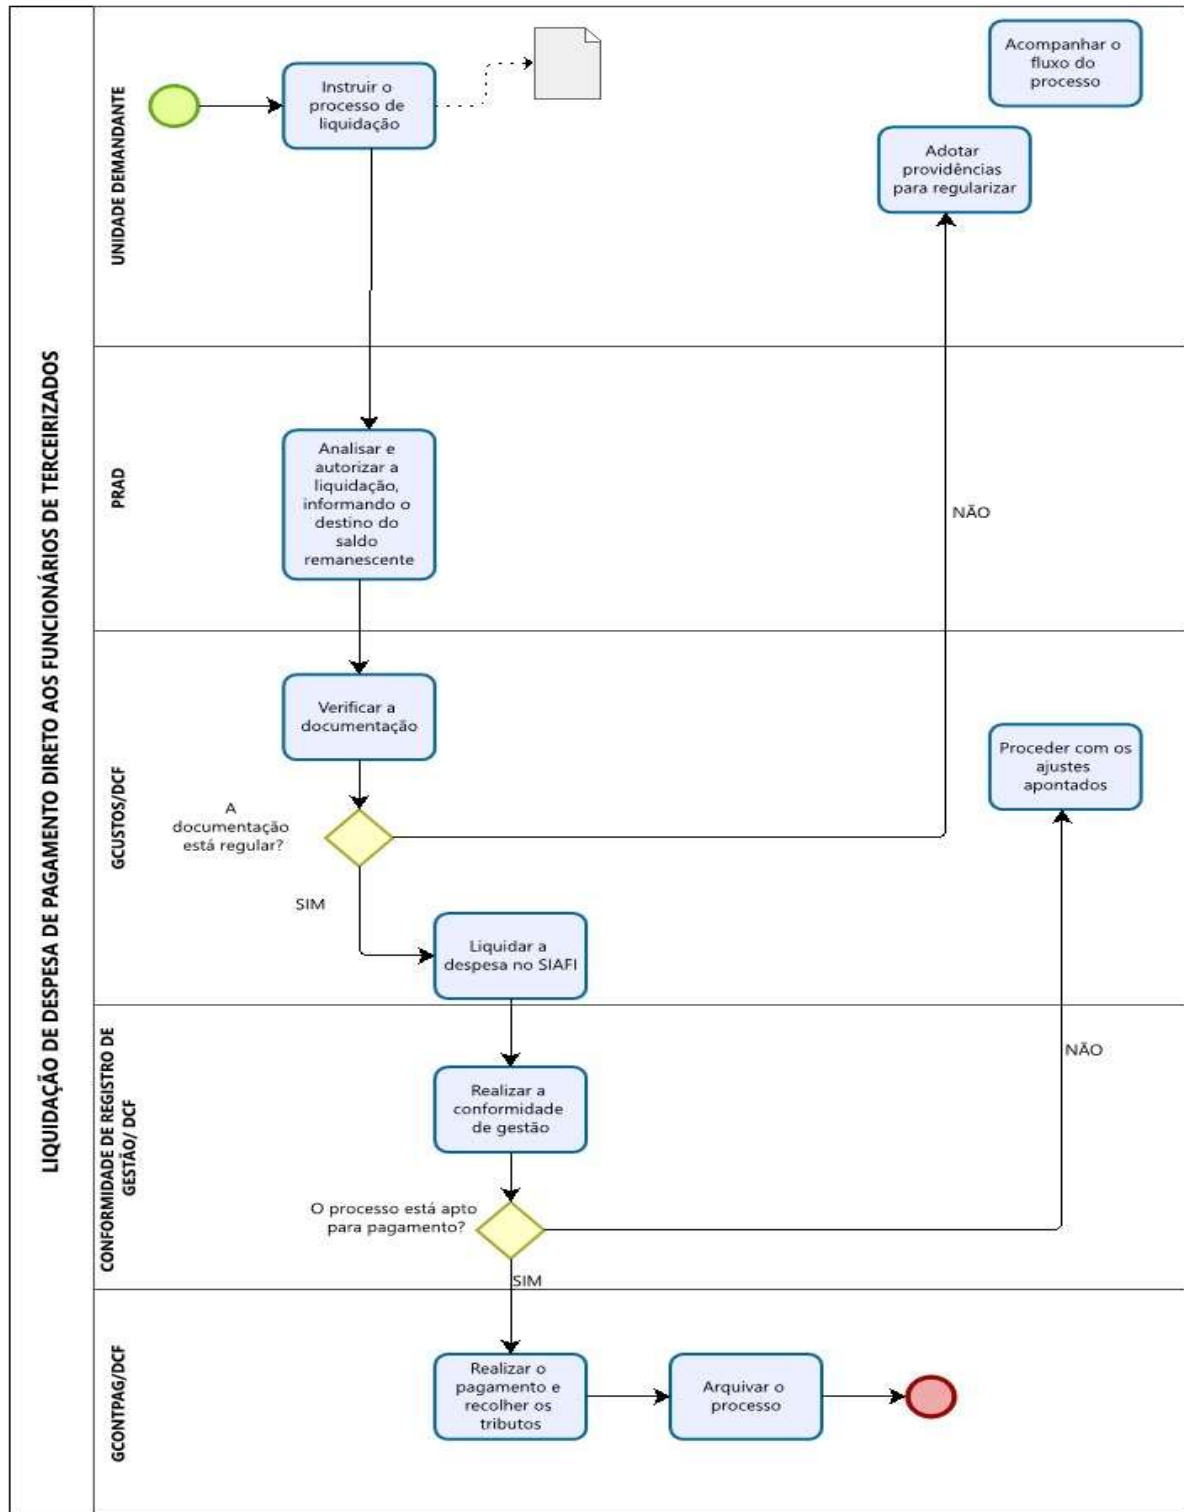 LIQUIDAÇÃO DE DESPESA DE PAGAMENTO DIRETO AOS FUNCIONÁRIOS DE TERCEIRIZADOS
UNIDADE DEMANDANTE
Instruir o
processo de
liquidação
Acompanhar o
fluxo do
processo
Adotar
providências
para regularizar
PRAD
Analisar e
autorizar a
liquidação,
informando o
destino do
saldo
remanescente
NÃO
GCUSTOS/DCF
Verificar a
documentação
A
documentação
está regular?
SIM
Proceder com os
ajustes
apontados
Liquidar a
despesa no SIAFI
CONFORMIDADE DE REGISTRO DE
GESTÃO/ DCF
Realizar a
conformidade
de gestão
NÃO
O processo está apto
para pagamento?
SIM
GCONTPAG/DCF
Realizar o
pagamento e
recolher os
tributos
Arquivar o
processo